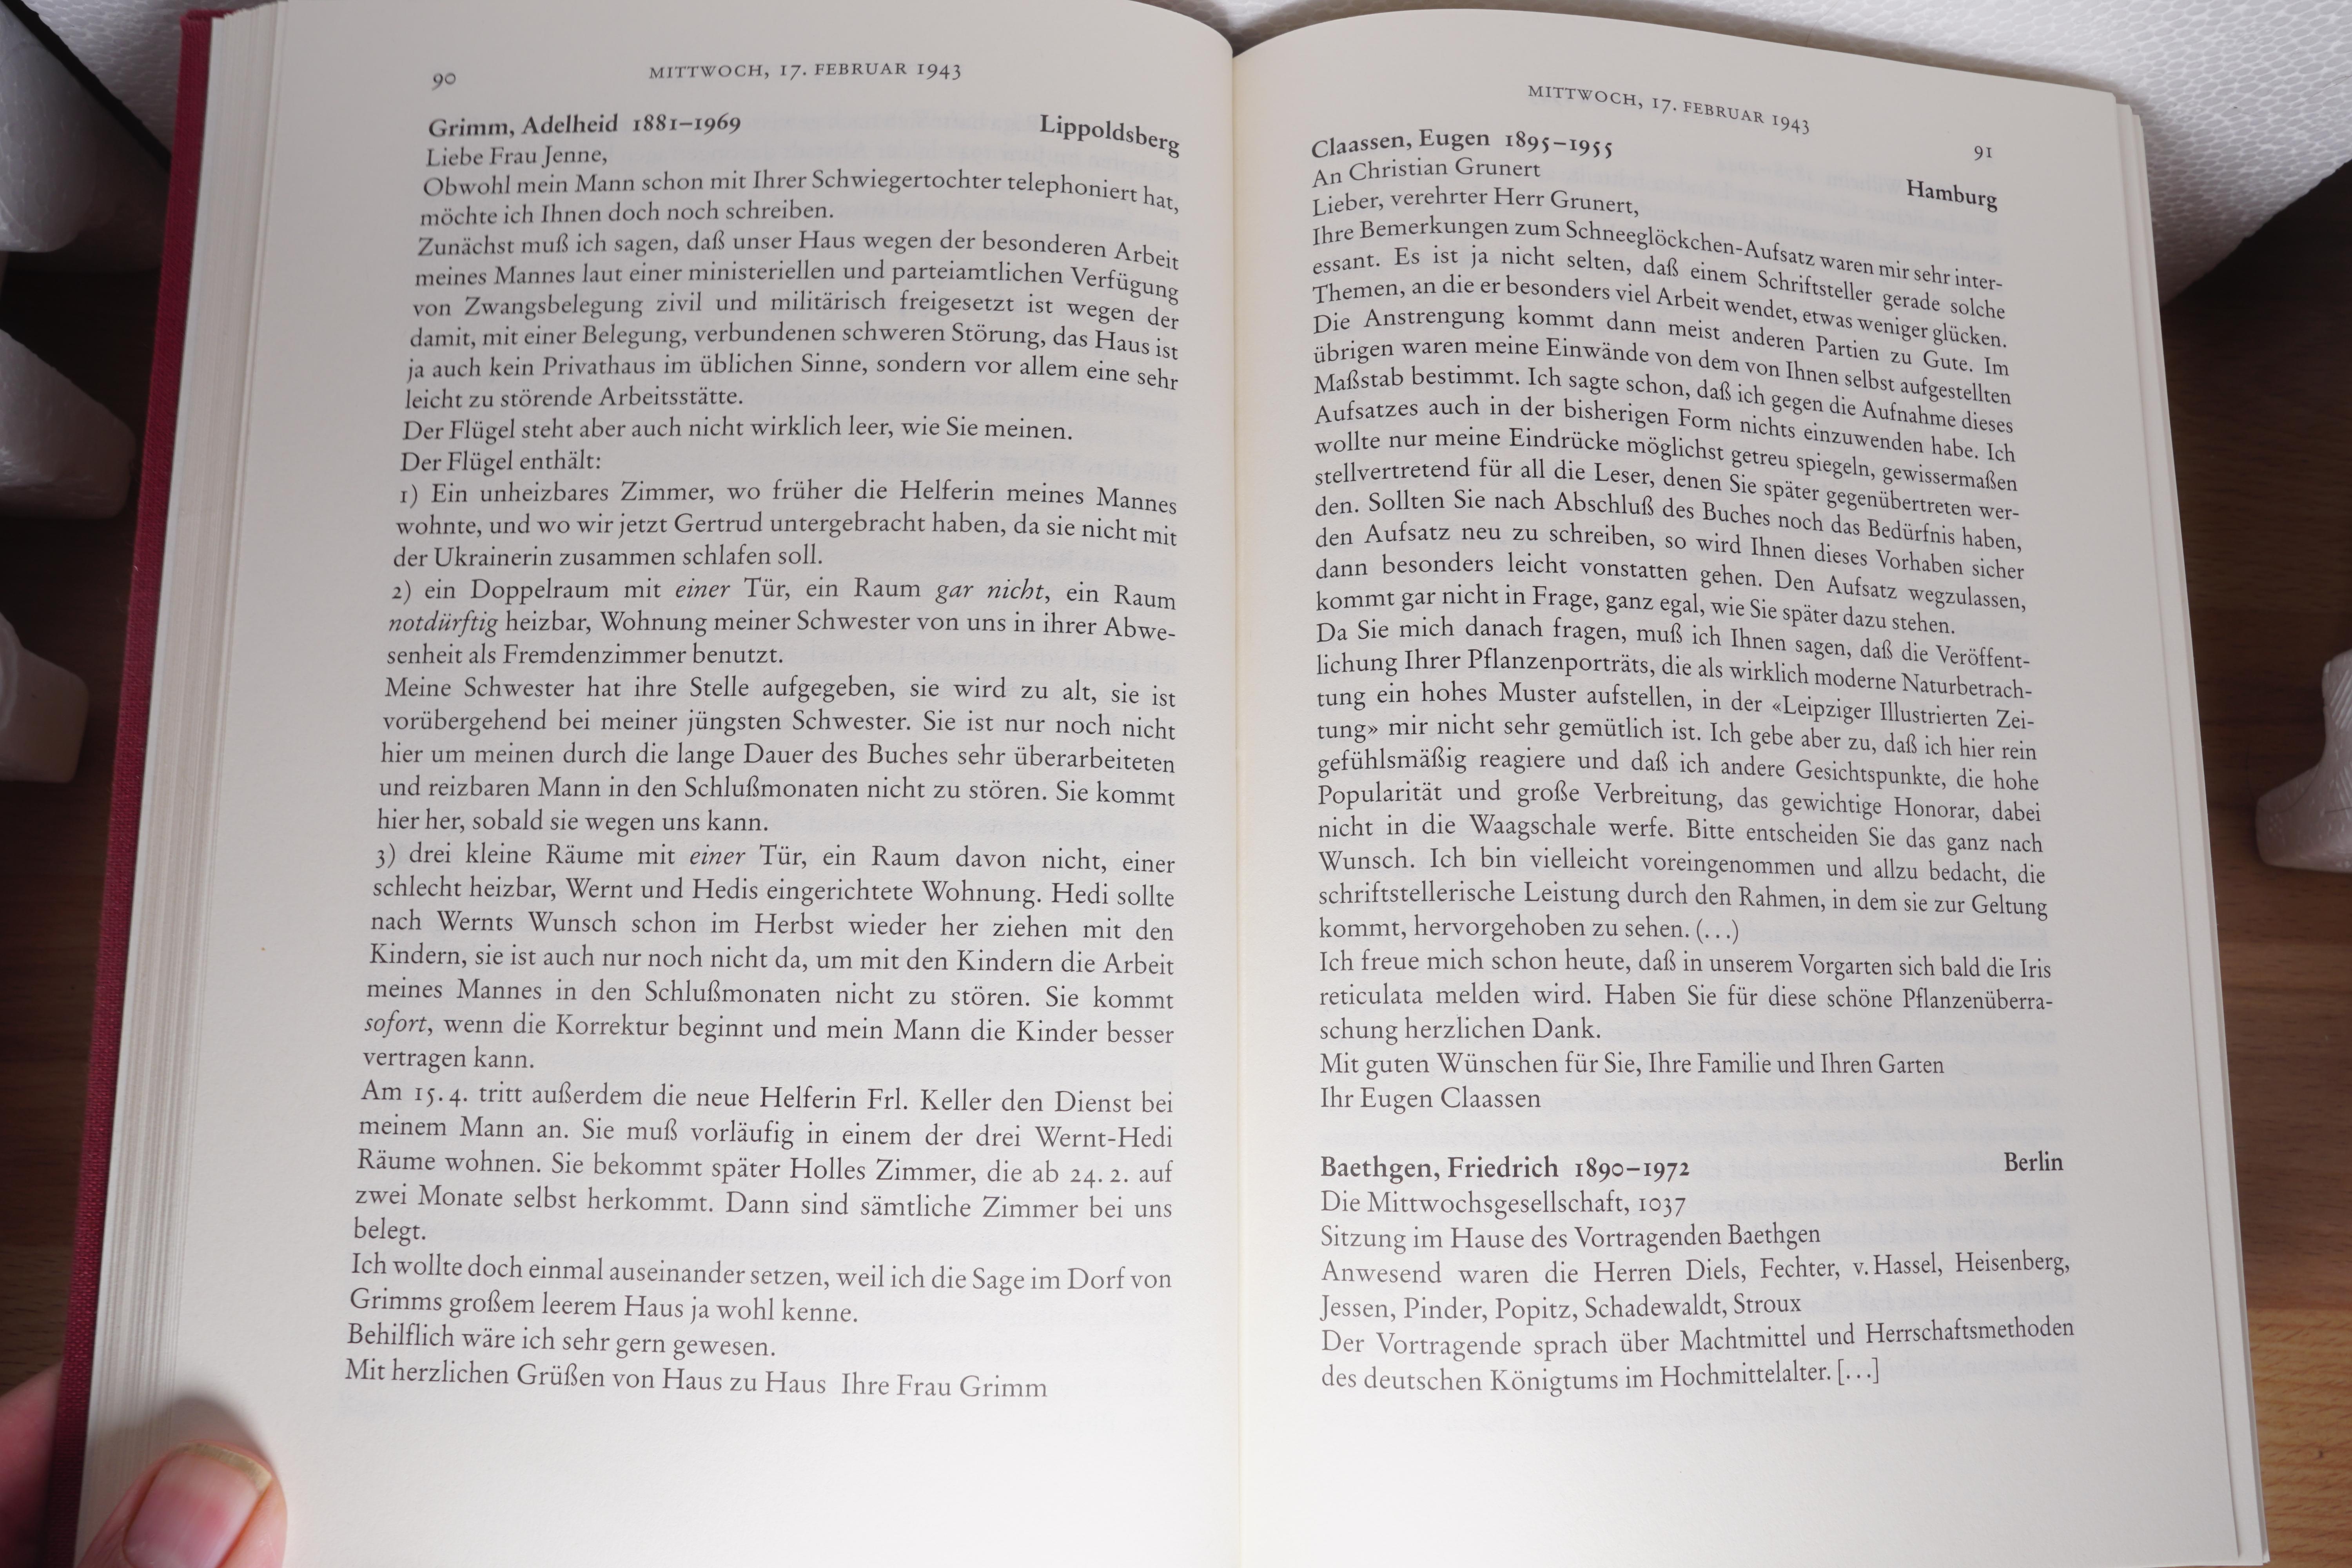 90
MITTWOCH, 17. FEBRUAR 1943
Grimm, Adelheid 1881–1969 Lippoldsberg
Liebe Frau Jenne,
Obwohl mein Mann schon mit Ihrer Schwiegertochter telephoniert hat,
möchte ich Ihnen doch noch schreiben.
Zunächst muß ich sagen, daß unser Haus wegen der besonderen Arbeit
meines Mannes laut einer ministeriellen und parteiamtlichen Verfügung
von Zwangsbelegung zivil und militärisch freigesetzt ist wegen der
damit, mit einer Belegung, verbundenen schweren Störung, das Haus ist
ja auch kein Privathaus im üblichen Sinne, sondern vor allem eine sehr
leicht zu störende Arbeitsstätte.
Der Flügel steht aber auch nicht wirklich leer, wie Sie meinen.
Der Flügel enthält:
1) Ein unheizbares Zimmer, wo früher die Helferin meines Mannes
wohnte, und wo wir jetzt Gertrud untergebracht haben, da sie nicht mit
der Ukrainerin zusammen schlafen soll.
2) ein Doppelraum mit einer Tür, ein Raum gar nicht, ein Raum
notdürftig heizbar, Wohnung meiner Schwester von uns in ihrer Abwe-
senheit als Fremdenzimmer benutzt.
Meine Schwester hat ihre Stelle aufgegeben, sie wird zu alt, sie ist
vorübergehend bei meiner jüngsten Schwester. Sie ist nur noch nicht
hier um meinen durch die lange Dauer des Buches sehr überarbeiteten
und reizbaren Mann in den Schlußmonaten nicht zu stören. Sie kommt
hier her, sobald sie wegen uns kann.
3) drei kleine Räume mit einer Tür, ein Raum davon nicht, einer
schlecht heizbar, Wernt und Hedis eingerichtete Wohnung. Hedi sollte
nach Wernts Wunsch schon im Herbst wieder her ziehen mit den
Kindern, sie ist auch nur noch nicht da, um mit den Kindern die Arbeit
meines Mannes in den Schlußmonaten nicht zu stören. Sie kommt
sofort, wenn die Korrektur beginnt und mein Mann die Kinder besser
vertragen kann.
Am 15. 4. tritt außerdem die neue Helferin Frl. Keller den Dienst bei
meinem Mann an. Sie muß vorläufig in einem der drei Wernt-Hedi
Räume wohnen. Sie bekommt später Holles Zimmer, die ab 24. 2. auf
zwei Monate selbst herkommt. Dann sind sämtliche Zimmer bei uns
belegt.
Ich wollte doch einmal auseinander setzen, weil ich die Sage im Dorf von
Grimms großem leerem Haus ja wohl kenne.
Behilflich wäre ich sehr gern gewesen.
Mit herzlichen Grüßen von Haus zu Haus Ihre Frau Grimm
MITTWOCH, 17. FEBRUAR 1943
91
Claassen, Eugen 1895–1955 Hamburg
An Christian Grunert
Lieber, verehrter Herr Grunert,
Ihre Bemerkungen zum Schneeglöckchen-Aufsatz waren mir sehr inter-
essant. Es ist ja nicht selten, daß einem Schriftsteller gerade solche
Themen, an die er besonders viel Arbeit wendet, etwas weniger glücken.
Die Anstrengung kommt dann meist anderen Partien zu Gute. Im
übrigen waren meine Einwände von dem von Ihnen selbst aufgestellten
Maßstab bestimmt. Ich sagte schon, daß ich gegen die Aufnahme dieses
Aufsatzes auch in der bisherigen Form nichts einzuwenden habe. Ich
wollte nur meine Eindrücke möglichst getreu spiegeln, gewissermaßen
stellvertretend für all die Leser, denen Sie später gegenübertreten wer-
den. Sollten Sie nach Abschluß des Buches noch das Bedürfnis haben,
den Aufsatz neu zu schreiben, so wird Ihnen dieses Vorhaben sicher
dann besonders leicht vonstatten gehen. Den Aufsatz wegzulassen,
kommt gar nicht in Frage, ganz egal, wie Sie später dazu stehen.
Da Sie mich danach fragen, muß ich Ihnen sagen, daß die Veröffent-
lichung Ihrer Pflanzenporträts, die als wirklich moderne Naturbetrach-
tung ein hohes Muster aufstellen, in der «Leipziger Illustrierten Zei-
tung» mir nicht sehr gemütlich ist. Ich gebe aber zu, daß ich hier rein
gefühlsmäßig reagiere und daß ich andere Gesichtspunkte, die hohe
Popularität und große Verbreitung, das gewichtige Honorar, dabei
nicht in die Waagschale werfe. Bitte entscheiden Sie das ganz nach
Wunsch. Ich bin vielleicht voreingenommen und allzu bedacht, die
schriftstellerische Leistung durch den Rahmen, in dem sie zur Geltung
kommt, hervorgehoben zu sehen. (…)
Ich freue mich schon heute, daß in unserem Vorgarten sich bald die Iris
reticulata melden wird. Haben Sie für diese schöne Pflanzenüberra-
schung herzlichen Dank.
Mit guten Wünschen für Sie, Ihre Familie und Ihren Garten
Ihr Eugen Claassen
Baethgen, Friedrich 1890–1972 Berlin
Die Mittwochsgesellschaft, 1037
Sitzung im Hause des Vortragenden Baethgen
Anwesend waren die Herren Diels, Fechter, v. Hassel, Heisenberg,
Jessen, Pinder, Popitz, Schadewaldt, Stroux
Der Vortragende sprach über Machtmittel und Herrschaftsmethoden
des deutschen Königtums im Hochmittelalter. […]